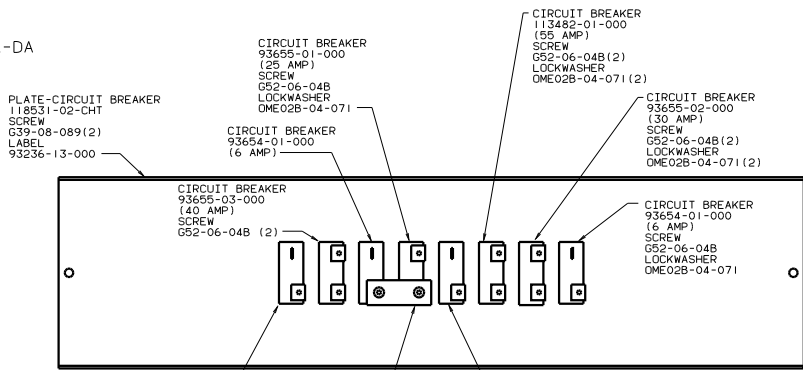 -DA
PLATE-CIRCUIT BREAKER
118531-02-CHT
SCREW
G39-08-089(2)
LABEL
93236-13-000
CIRCUIT BREAKER
93655-01-000
(25 AMP)
SCREW
G52-06-04B
LOCKWASHER
OME02B-04-071
CIRCUIT BREAKER
93654-01-000
(6 AMP)
CIRCUIT BREAKER
93655-03-000
(40 AMP)
SCREW
G52-06-04B (2)
CIRCUIT BREAKER
113482-01-000
(55 AMP)
SCREW
G52-06-04B(2)
LOCKWASHER
OME02B-04-071(2)
CIRCUIT BREAKER
93655-02-000
(30 AMP)
SCREW
G52-06-04B(2)
LOCKWASHER
OME02B-04-071(2)
CIRCUIT BREAKER
93654-01-000
(6 AMP)
SCREW
G52-06-04B
LOCKWASHER
OME02B-04-071